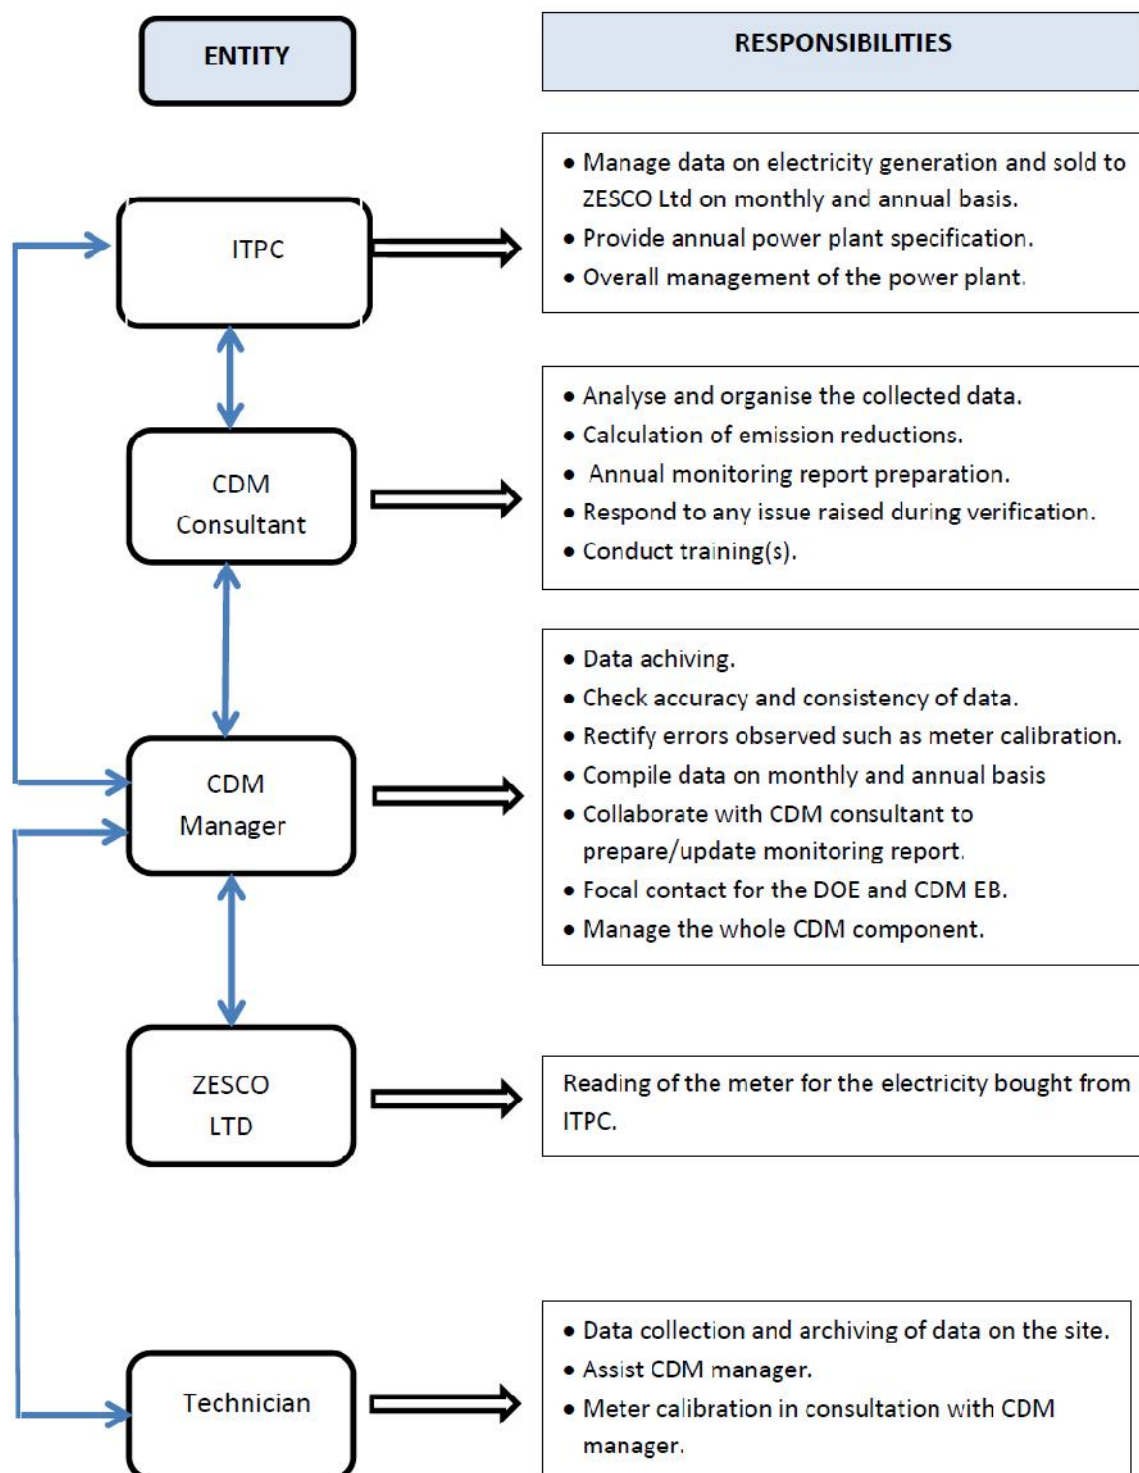 ENTITY
RESPONSIBILITIES
ITPC
• Manage data on electricity generation and sold to
ZESCO Ltd on monthly and annual basis.
• Provide annual power plant specification.
• Overall management of the power plant.
CDM
Consultant
• Analyse and organise the collected data.
• Calculation of emission reductions.
• Annual monitoring report preparation.
• Respond to any issue raised during verification.
• Conduct training(s).
CDM
Manager
• Data achiving.
• Check accuracy and consistency of data.
• Rectify errors observed such as meter calibration.
• Compile data on monthly and annual basis
• Collaborate with CDM consultant to
prepare/update monitoring report.
• Focal contact for the DOE and CDM EB.
• Manage the whole CDM component.
ZESCO
LTD
Reading of the meter for the electricity bought from
ITPC.
Technician
• Data collection and archiving of data on the site.
• Assist CDM manager.
• Meter calibration in consultation with CDM
manager.